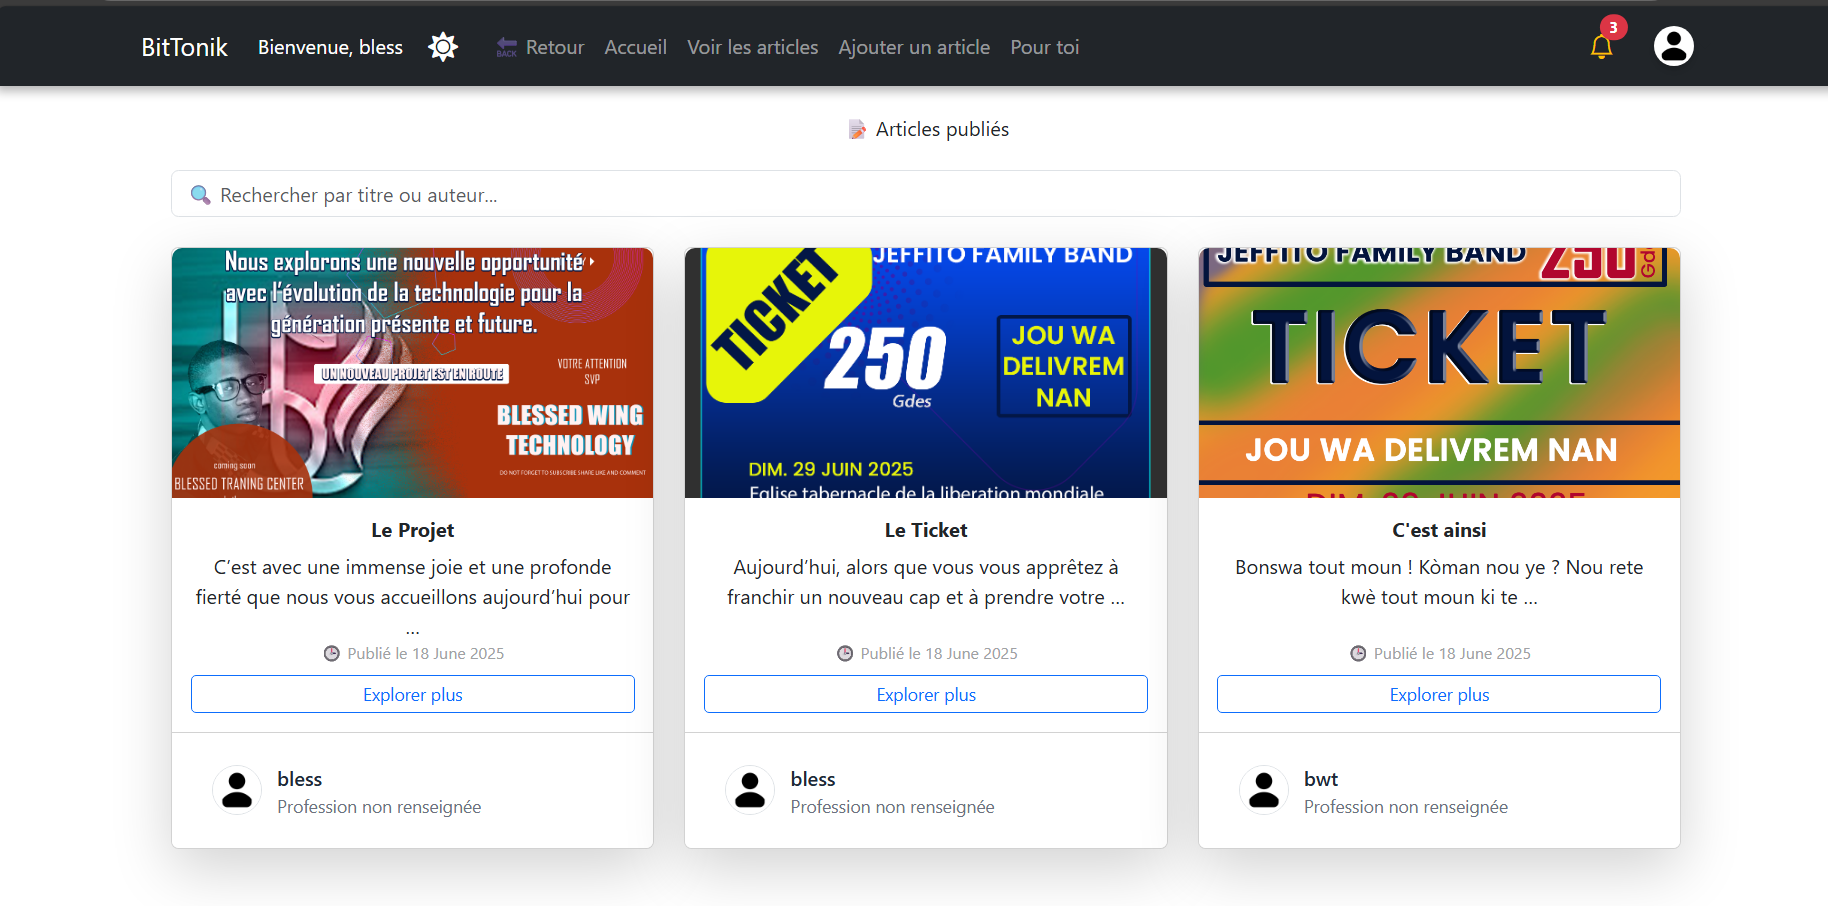 BitTonik Bienvenue, bless BACK Retour Accueil Voir les articles Ajouter un article Pour toi 3
Articles publiés
Rechercher par titre ou auteur...
Nous explorons une nouvelle opportunité
avec l'évolution de la technologie pour la
génération présente et future.
UN NOUVEAU PROJET EST EN ROUTE
VOTRE ATTENTION
SVP
BLESSED WING
TECHNOLOGY
DO NOT FORGET TO SUBSCRIBE SHARE LIKE AND COMMENT
coming soon
BLESSED TRANING CENTER
Le Projet
C'est avec une immense joie et une profonde
fierté que nous vous accueillons aujourd'hui pour
...
Publié le 18 June 2025
Explorer plus
bless
Profession non renseignée
JEFFITO FAMILY BAND
TICKET
250
Gdes
JOU WA
DELIVREM
NAN
DIM. 29 JUIN 2025
Eglise tabernacle de la liberation mondiale
Le Ticket
Aujourd'hui, alors que vous vous apprêtez à
franchir un nouveau cap et à prendre votre ...
Publié le 18 June 2025
Explorer plus
bless
Profession non renseignée
JEFFITO FAMILY BAND 250 Gd
TICKET
JOU WA DELIVREM NAN
DIM. 29 JUIN 2025
C'est ainsi
Bonswa tout moun ! Kòman nou ye ? Nou rete
kwè tout moun ki te ...
Publié le 18 June 2025
Explorer plus
bwt
Profession non renseignée